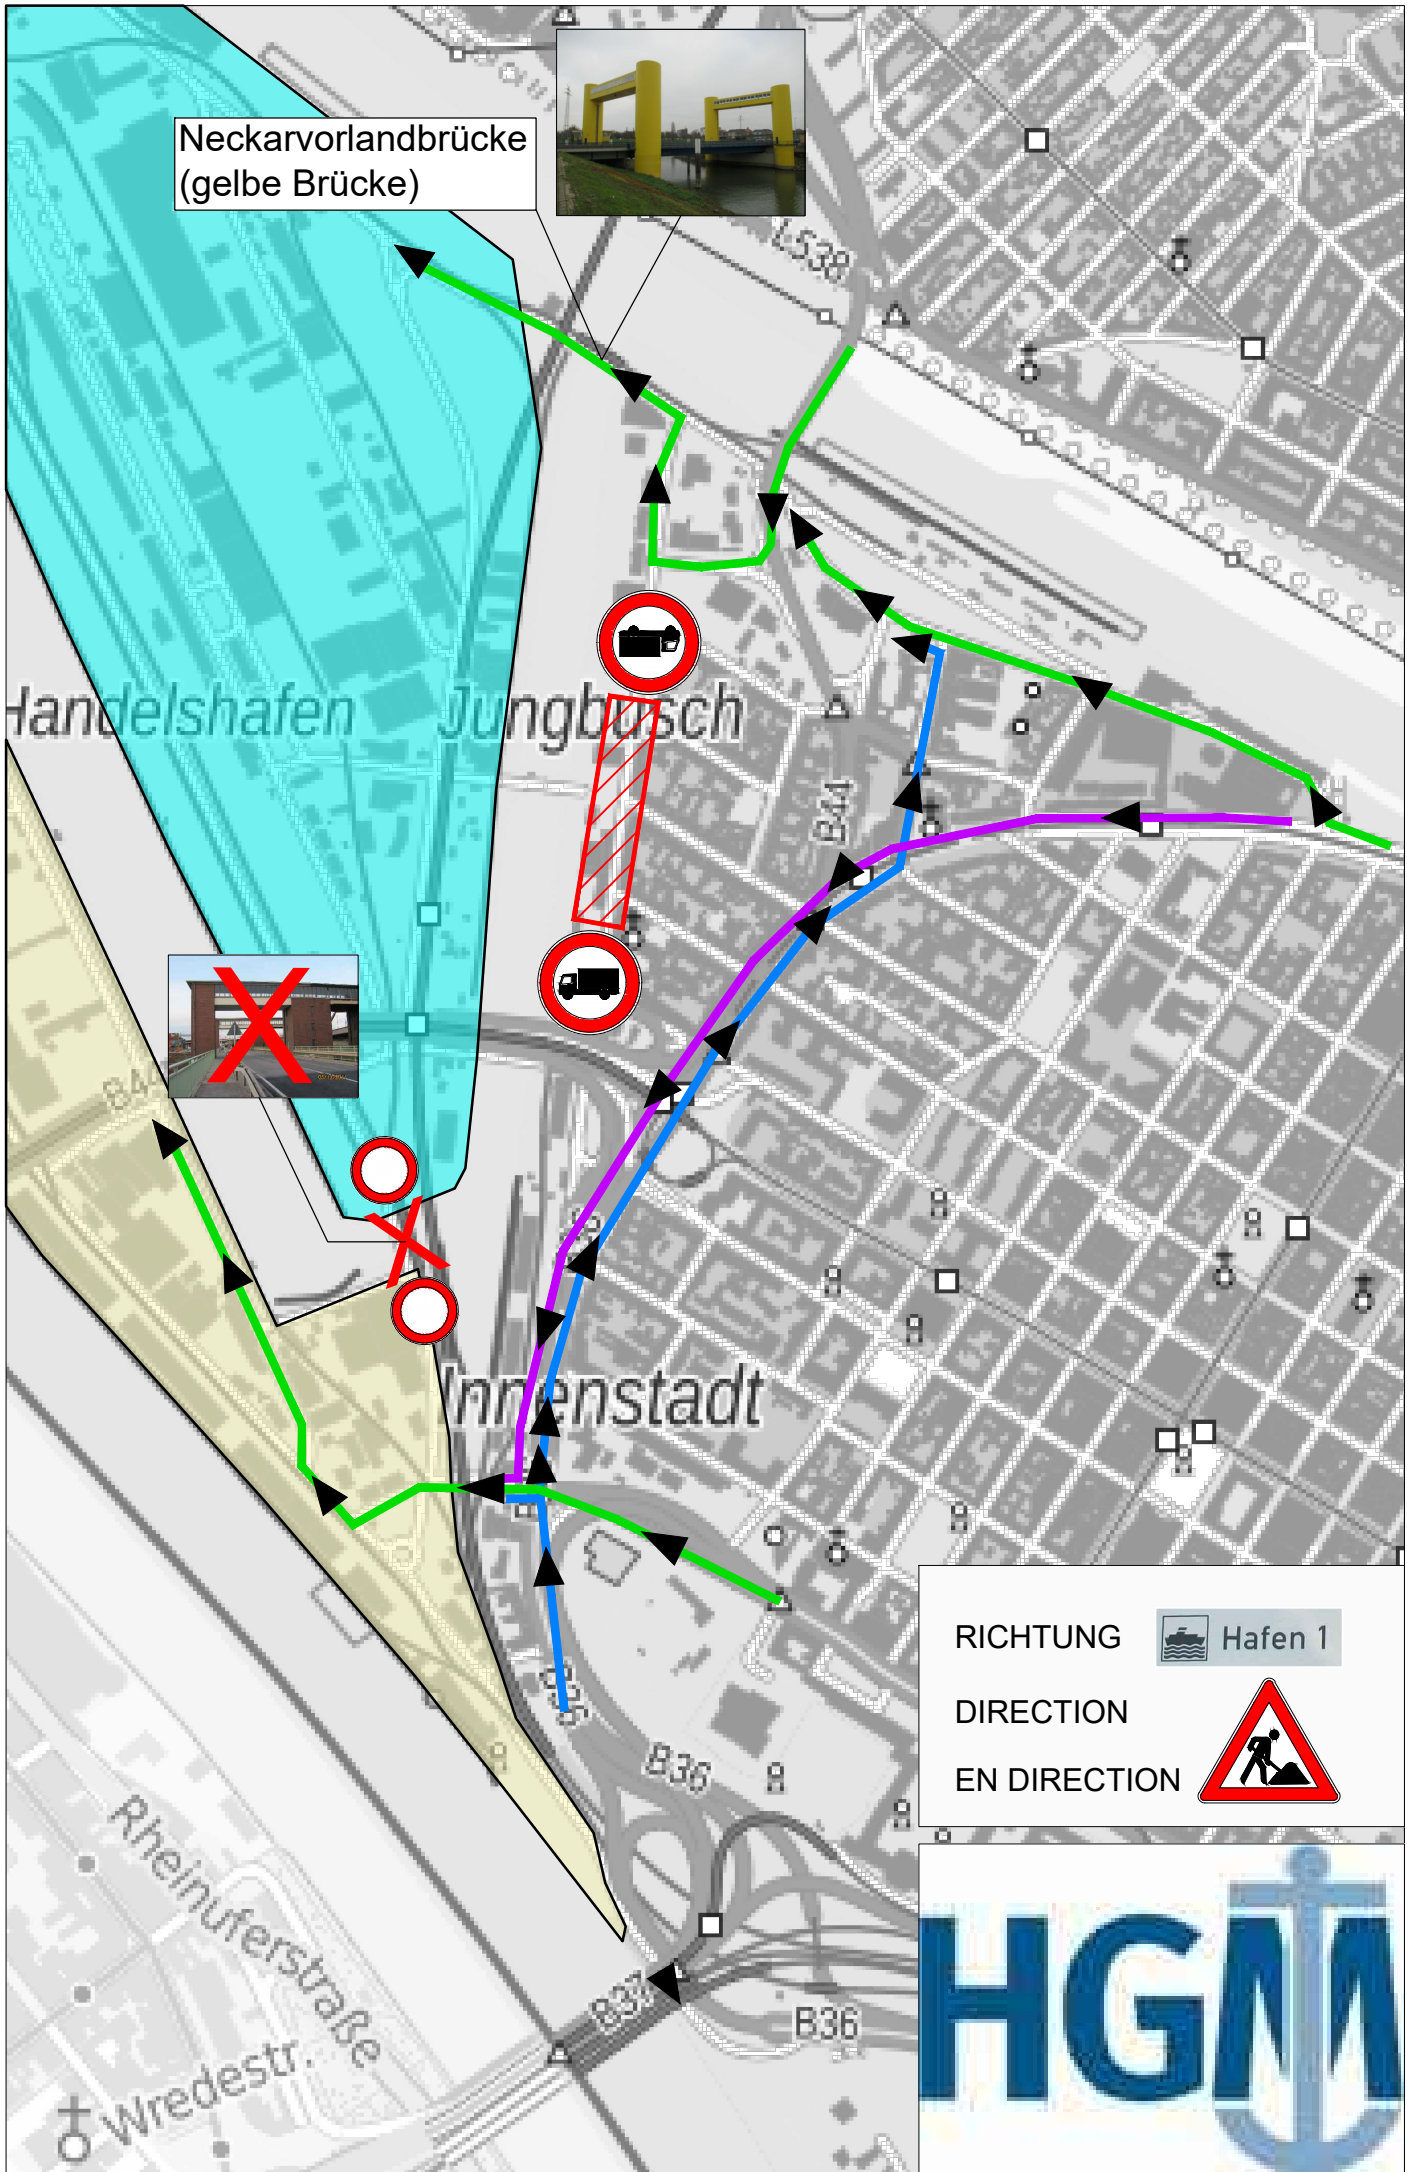 Neckarvorlandbrücke
(gelbe Brücke)
L538
Handelshafen
Jungbusch
B44
B44
Innenstadt
B36
B37
B36
Rheinuferstraße
Wredestr.
RICHTUNG
Hafen 1
DIRECTION
EN DIRECTION
HGM